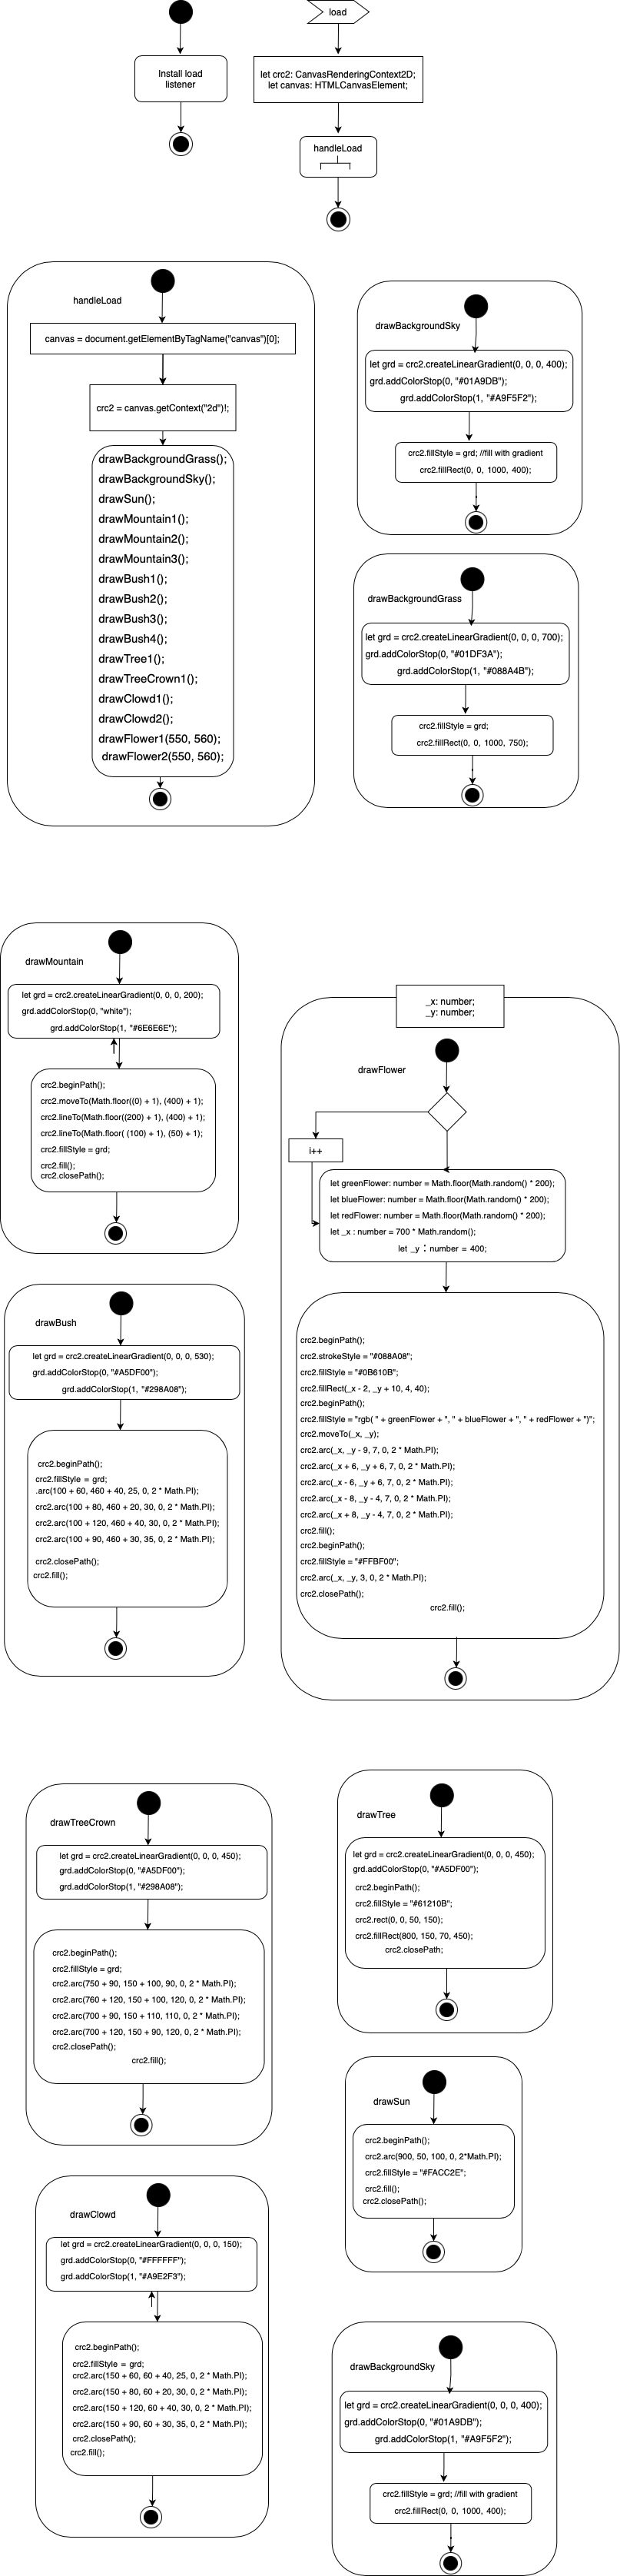 load
Install load
listener
let crc2: CanvasRenderingContext2D;
let canvas: HTMLCanvasElement;
handleLoad
handleLoad
canvas = document.getElementByTagName("canvas")[0];
crc2 = canvas.getContext("2d")!;
drawBackgroundGrass();
drawBackgroundSky();
drawSun();
drawMountain1();
drawMountain2();
drawMountain3();
drawBush1();
drawBush2();
drawBush3();
drawBush4();
drawTree1();
drawTreeCrown1();
drawClowd1();
drawClowd2();
drawFlower1(550, 560);
drawFlower2(550, 560);
drawBackgroundSky
let grd = crc2.createLinearGradient(0, 0, 0, 400);
grd.addColorStop(0, "#01A9DB");
grd.addColorStop(1, "#A9F5F2");
crc2.fillStyle = grd; //fill with gradient
crc2.fillRect(0, 0, 1000, 400);
drawBackgroundGrass
let grd = crc2.createLinearGradient(0, 0, 0, 700);
grd.addColorStop(0, "#01DF3A");
grd.addColorStop(1, "#088A4B");
crc2.fillStyle = grd;
crc2.fillRect(0, 0, 1000, 750);
drawMountain
let grd = crc2.createLinearGradient(0, 0, 0, 200);
grd.addColorStop(0, "white");
grd.addColorStop(1, "#6E6E6E");
crc2.beginPath();
crc2.moveTo(Math.floor((0) + 1), (400) + 1);
crc2.lineTo(Math.floor((200) + 1), (400) + 1);
crc2.lineTo(Math.floor( (100) + 1), (50) + 1);
crc2.fillStyle = grd;
crc2.fill();
crc2.closePath();
_x: number;
_y: number;
drawFlower
i++
let greenFlower: number = Math.floor(Math.random() * 200);
let blueFlower: number = Math.floor(Math.random() * 200);
let redFlower: number = Math.floor(Math.random() * 200);
let _x : number = 700 * Math.random();
let _y : number = 400;
crc2.beginPath();
crc2.strokeStyle = "#088A08";
crc2.fillStyle = "#0B610B";
crc2.fillRect(_x - 2, _y + 10, 4, 40);
crc2.beginPath();
crc2.fillStyle = "rgb( " + greenFlower + ", " + blueFlower + ", " + redFlower + ")";
crc2.moveTo(_x, _y);
crc2.arc(_x, _y - 9, 7, 0, 2 * Math.PI);
crc2.arc(_x + 6, _y + 6, 7, 0, 2 * Math.PI);
crc2.arc(_x - 6, _y + 6, 7, 0, 2 * Math.PI);
crc2.arc(_x - 8, _y - 4, 7, 0, 2 * Math.PI);
crc2.arc(_x + 8, _y - 4, 7, 0, 2 * Math.PI);
crc2.fill();
crc2.beginPath();
crc2.fillStyle = "#FFBF00";
crc2.arc(_x, _y, 3, 0, 2 * Math.PI);
crc2.closePath();
crc2.fill();
drawBush
let grd = crc2.createLinearGradient(0, 0, 0, 530);
grd.addColorStop(0, "#A5DF00");
grd.addColorStop(1, "#298A08");
crc2.beginPath();
crc2.fillStyle = grd;
.arc(100 + 60, 460 + 40, 25, 0, 2 * Math.PI);
crc2.arc(100 + 80, 460 + 20, 30, 0, 2 * Math.PI);
crc2.arc(100 + 120, 460 + 40, 30, 0, 2 * Math.PI);
crc2.arc(100 + 90, 460 + 30, 35, 0, 2 * Math.PI);
crc2.closePath();
crc2.fill();
drawTreeCrown
let grd = crc2.createLinearGradient(0, 0, 0, 450);
grd.addColorStop(0, "#A5DF00");
grd.addColorStop(1, "#298A08");
crc2.beginPath();
crc2.fillStyle = grd;
crc2.arc(750 + 90, 150 + 100, 90, 0, 2 * Math.PI);
crc2.arc(760 + 120, 150 + 100, 120, 0, 2 * Math.PI);
crc2.arc(700 + 90, 150 + 110, 110, 0, 2 * Math.PI);
crc2.arc(700 + 120, 150 + 90, 120, 0, 2 * Math.PI);
crc2.closePath();
crc2.fill();
drawTree
let grd = crc2.createLinearGradient(0, 0, 0, 450);
grd.addColorStop(0, "#A5DF00");
crc2.beginPath();
crc2.fillStyle = "#61210B";
crc2.rect(0, 0, 50, 150);
crc2.fillRect(800, 150, 70, 450);
crc2.closePath;
drawSun
crc2.beginPath();
crc2.arc(900, 50, 100, 0, 2*Math.PI);
crc2.fillStyle = "#FACC2E";
crc2.fill();
crc2.closePath();
drawClowd
let grd = crc2.createLinearGradient(0, 0, 0, 150);
grd.addColorStop(0, "#FFFFFF");
grd.addColorStop(1, "#A9E2F3");
crc2.beginPath();
crc2.fillStyle = grd;
crc2.arc(150 + 60, 60 + 40, 25, 0, 2 * Math.PI);
crc2.arc(150 + 80, 60 + 20, 30, 0, 2 * Math.PI);
crc2.arc(150 + 120, 60 + 40, 30, 0, 2 * Math.PI);
crc2.arc(150 + 90, 60 + 30, 35, 0, 2 * Math.PI);
crc2.closePath();
crc2.fill();
drawBackgroundSky
let grd = crc2.createLinearGradient(0, 0, 0, 400);
grd.addColorStop(0, "#01A9DB");
grd.addColorStop(1, "#A9F5F2");
crc2.fillStyle = grd; //fill with gradient
crc2.fillRect(0, 0, 1000, 400);